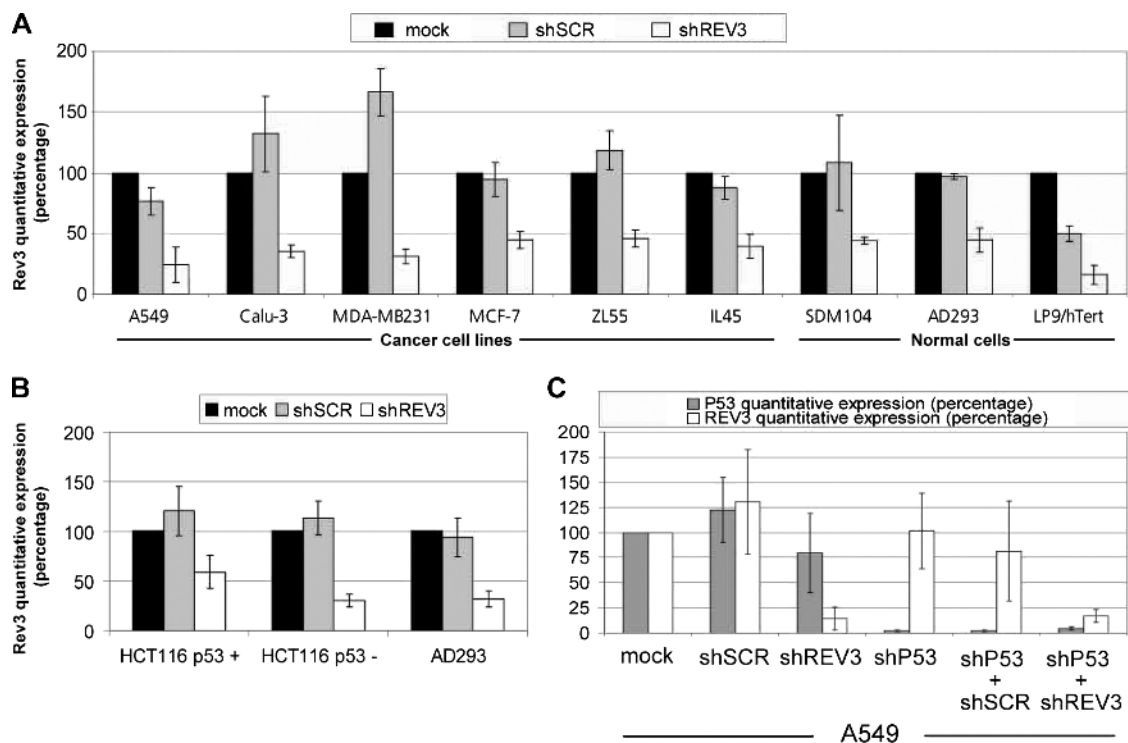 A
mock shSCR shREV3
Rev3 quantitative expression
(percentage)
200
150
100
50
0
A549 Calu-3 MDA-MB231 MCF-7 ZL55 IL45 SDM104 AD293 LP9/hTert
Cancer cell lines Normal cells
B
mock shSCR shREV3
Rev3 quantitative expression
(percentage)
200
150
100
50
0
HCT116 p53 + HCT116 p53 - AD293
C
P53 quantitative expression (percentage)
REV3 quantitative expression (percentage)
200
175
150
125
100
75
50
25
0
mock shSCR shREV3 shP53 shP53 shP53
+ +
shSCR shREV3
A549